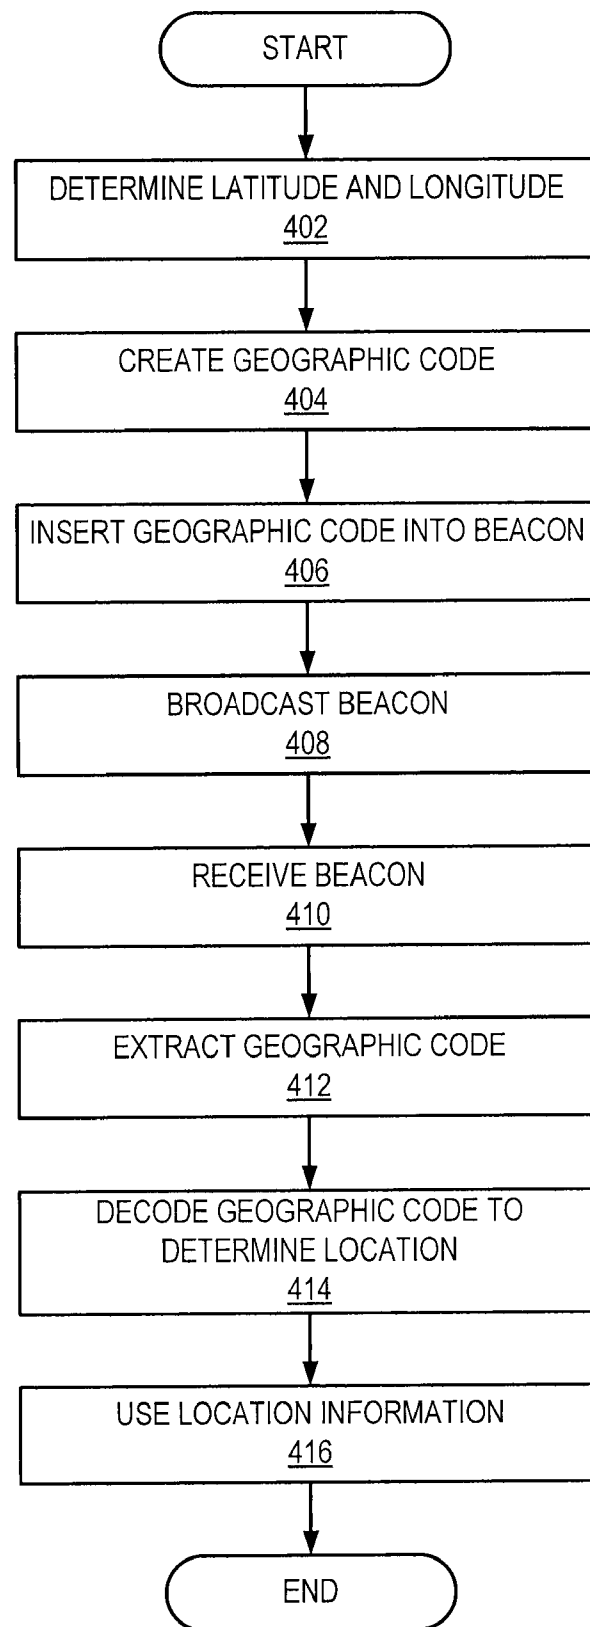 START
DETERMINE LATITUDE AND LONGITUDE
402
CREATE GEOGRAPHIC CODE
404
INSERT GEOGRAPHIC CODE INTO BEACON
406
BROADCAST BEACON
408
RECEIVE BEACON
410
EXTRACT GEOGRAPHIC CODE
412
DECODE GEOGRAPHIC CODE TO
DETERMINE LOCATION
414
USE LOCATION INFORMATION
416
END